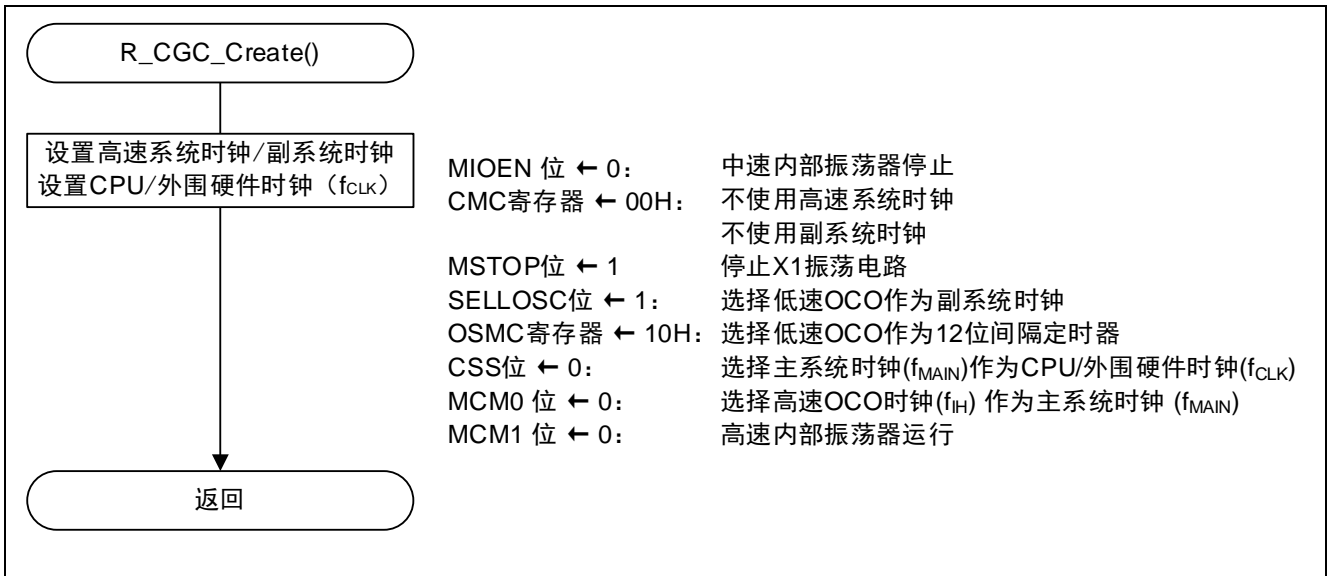 R_CGC_Create()
设置高速系统时钟/副系统时钟
设置CPU/外围硬件时钟（fCLK）
MIOEN 位 ← 0： 中速内部振荡器停止
CMC寄存器 ← 00H： 不使用高速系统时钟
不使用副系统时钟
MSTOP位 ← 1 停止X1振荡电路
SELLOSC位 ← 1： 选择低速OCO作为副系统时钟
OSMC寄存器 ← 10H： 选择低速OCO作为12位间隔定时器
CSS位 ← 0： 选择主系统时钟(fMAIN)作为CPU/外围硬件时钟(fCLK)
MCM0 位 ← 0： 选择高速OCO时钟(fIH) 作为主系统时钟 (fMAIN)
MCM1 位 ← 0： 高速内部振荡器运行
返回